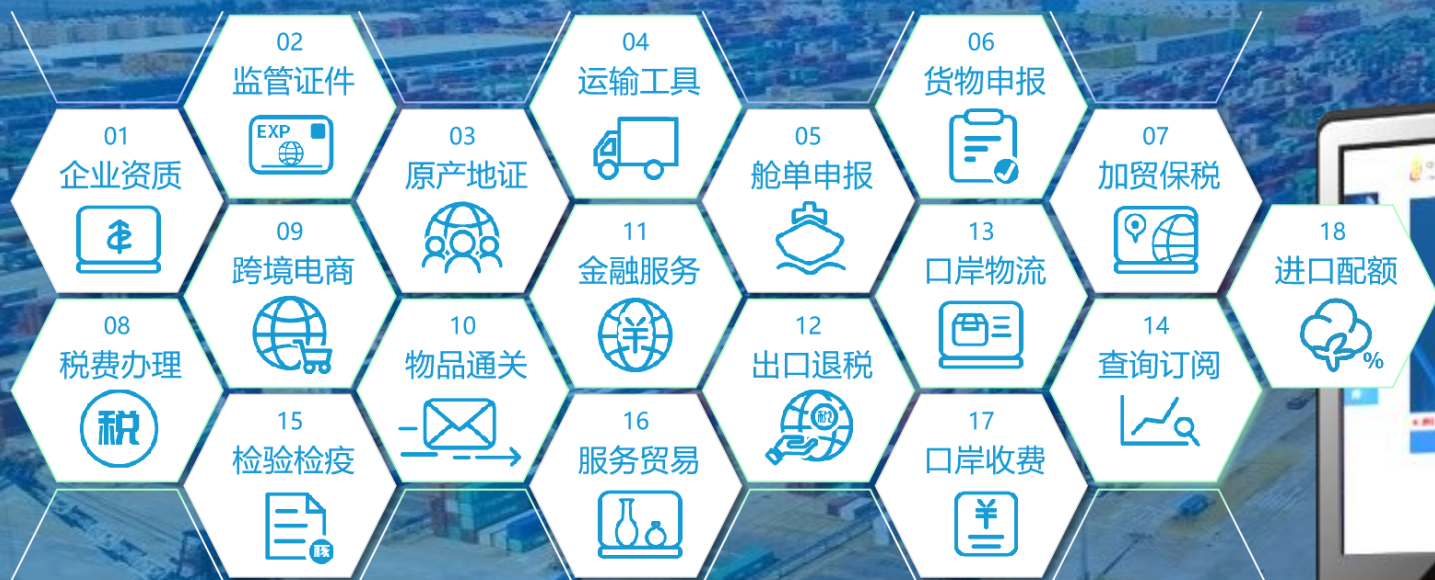 01
企业资质
02
监管证件
EXP
03
原产地证
04
运输工具
05
舱单申报
06
货物申报
07
加贸保税
08
税费办理
税
09
跨境电商
10
物品通关
11
金融服务
¥
12
出口退税
税
13
口岸物流
14
查询订阅
15
检验检疫
16
服务贸易
17
口岸收费
¥
18
进口配额
%